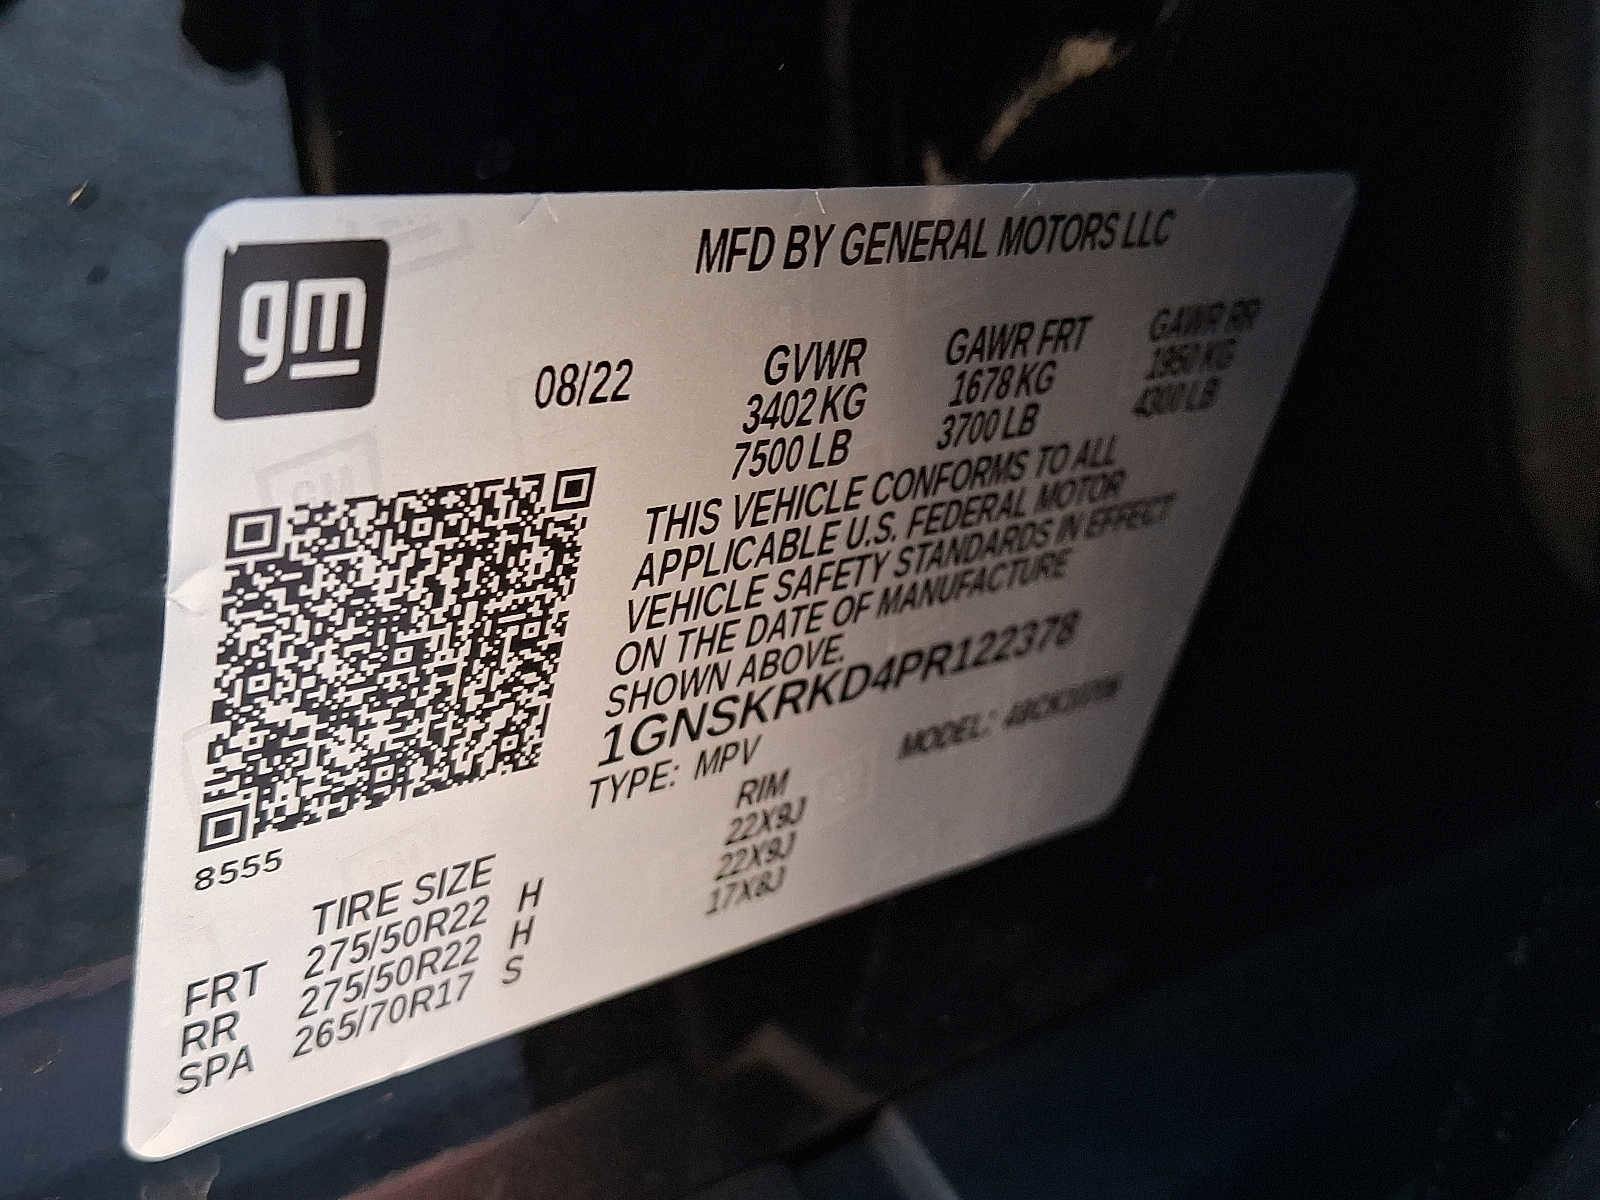 gm
MFD BY GENERAL MOTORS LLC
08/22
GVWR GAWR FRT GAWR RR
3402 KG 1678 KG 1950 KG
7500 LB 3700 LB 4300 LB
THIS VEHICLE CONFORMS TO ALL
APPLICABLE U.S. FEDERAL MOTOR
VEHICLE SAFETY STANDARDS IN EFFECT
ON THE DATE OF MANUFACTURE
SHOWN ABOVE.
1GNSKRKD4PR122378
TYPE: MPV MODEL:
8555
TIRE SIZE RIM
FRT 275/50R22 H 22X9J
RR 275/50R22 H 22X9J
SPA 265/70R17 S 17X8J